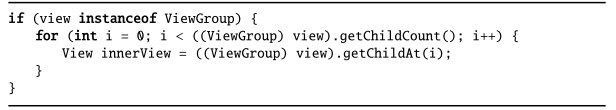 if (view instanceof ViewGroup) {
    for (int i = 0; i < ((ViewGroup) view).getChildCount(); i++) {
        View innerView = ((ViewGroup) view).getChildAt(i);
    }
}